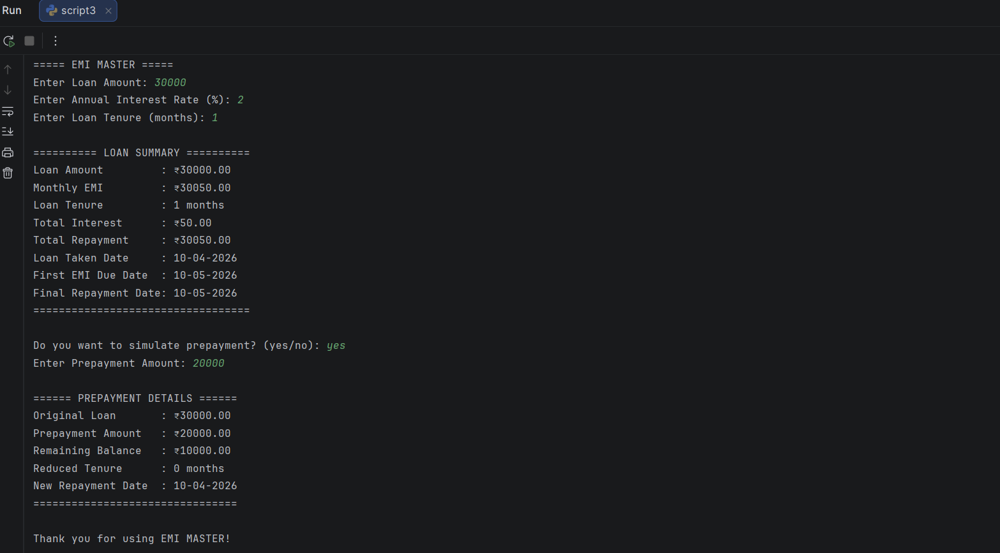 Run script3
===== EMI MASTER =====
Enter Loan Amount: 30000
Enter Annual Interest Rate (%): 2
Enter Loan Tenure (months): 1
========== LOAN SUMMARY ==========
Loan Amount         : ₹30000.00
Monthly EMI         : ₹30050.00
Loan Tenure         : 1 months
Total Interest      : ₹50.00
Total Repayment     : ₹30050.00
Loan Taken Date     : 10-04-2026
First EMI Due Date  : 10-05-2026
Final Repayment Date: 10-05-2026
==================================
Do you want to simulate prepayment? (yes/no): yes
Enter Prepayment Amount: 20000
====== PREPAYMENT DETAILS ======
Original Loan       : ₹30000.00
Prepayment Amount   : ₹20000.00
Remaining Balance   : ₹10000.00
Reduced Tenure      : 0 months
New Repayment Date  : 10-04-2026
================================
Thank you for using EMI MASTER!